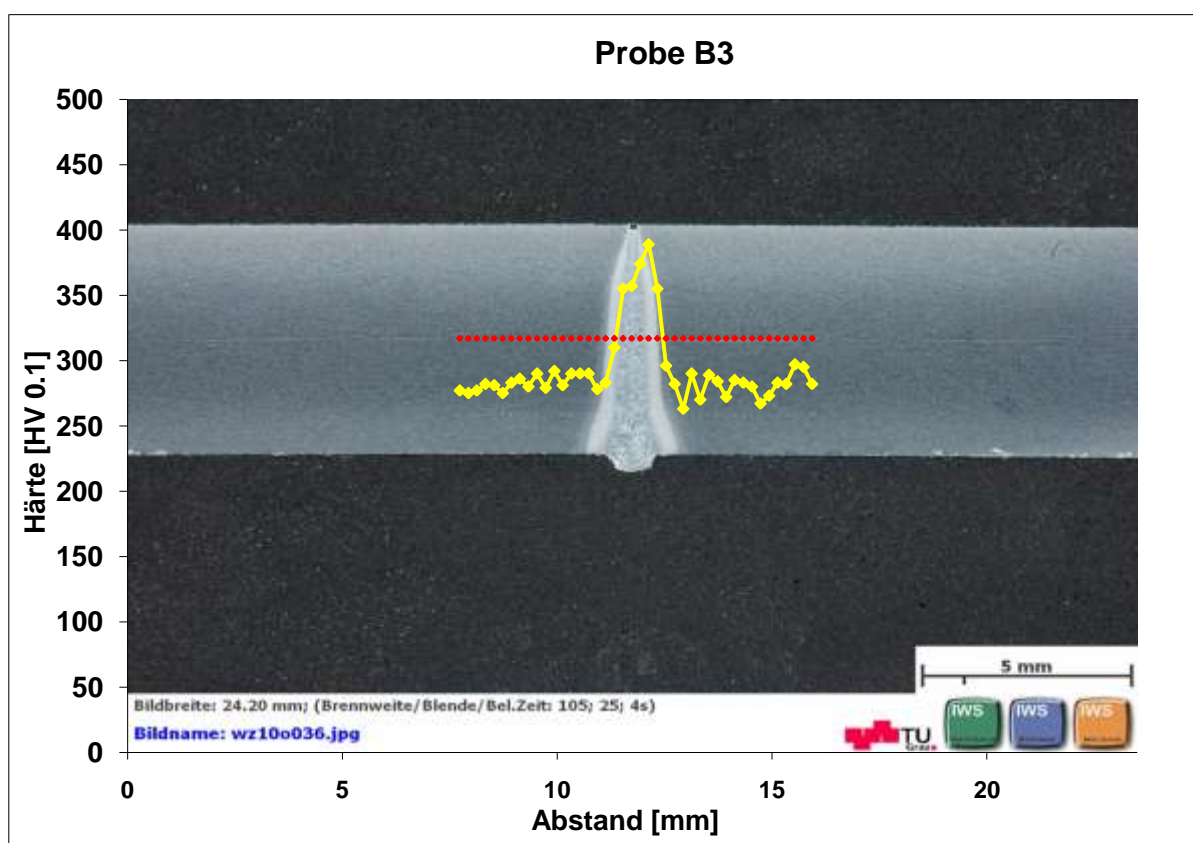 Probe B3
500
450
400
350
300
250
200
150
100
50
0
Härte [HV 0.1]
0 5 10 15 20
Abstand [mm]
5 mm
Bildbreite: 24.20 mm; (Brennweite/Blende/Bel.Zeit: 105; 25; 4s)
Bildname: wz10o036.jpg
TU
Graz
IWS IWS IWS